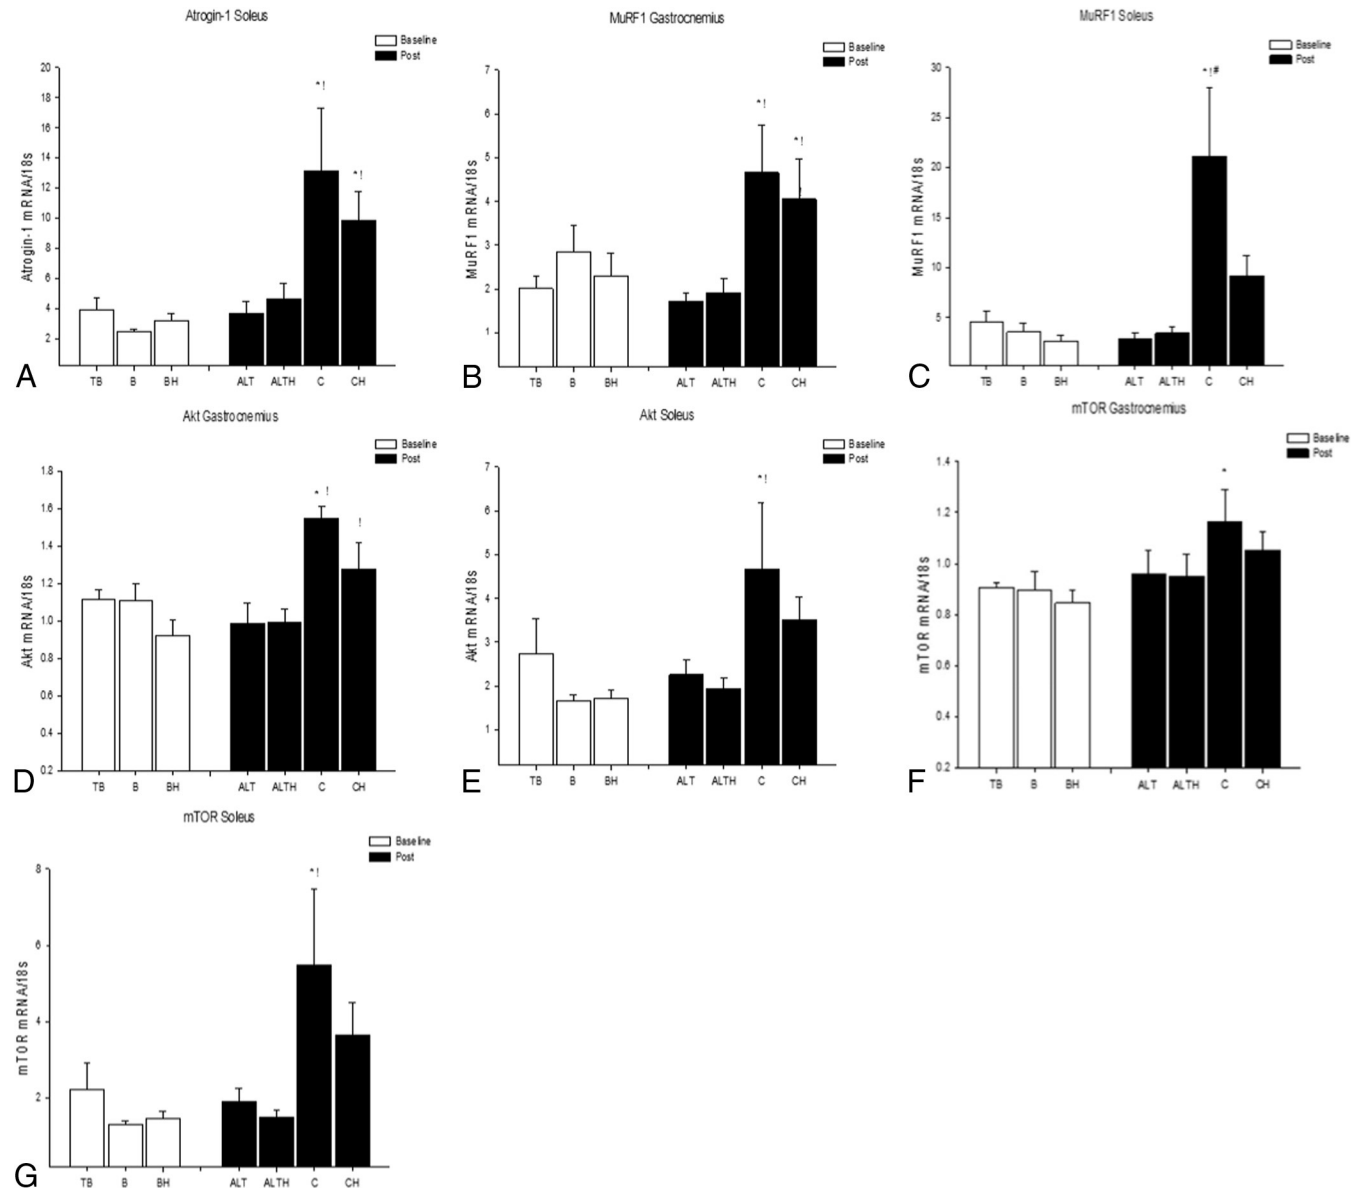 Atrogin-1 Soleus
Baseline
Post
Atrogin-1 mRNA/18s
20
18
16
14
12
10
8
6
4
2
*!
*!
TB B BH ALT ALTH C CH
A
MuRF1 Gastrocnemius
Baseline
Post
MuRF1 mRNA/18s
7
6
5
4
3
2
1
*!
*!
TB B BH ALT ALTH C CH
B
MuRF1 Soleus
Baseline
Post
MuRF1 mRNA/18s
30
25
20
15
10
5
*!#
TB B BH ALT ALTH C CH
C
Akt Gastrocnemius
Baseline
Post
Akt mRNA/18s
1.8
1.6
1.4
1.2
1.0
0.8
0.6
0.4
0.2
* !
!
TB B BH ALT ALTH C CH
D
Akt Soleus
Baseline
Post
Akt mRNA/18s
7
6
5
4
3
2
1
*!
TB B BH ALT ALTH C CH
E
mTOR Gastrocnemius
Baseline
Post
mTOR mRNA/18s
1.4
1.2
1.0
0.8
0.6
0.4
0.2
*
TB B BH ALT ALTH C CH
F
mTOR Soleus
Baseline
Post
mTOR mRNA/18s
8
6
4
2
*!
TB B BH ALT ALTH C CH
G